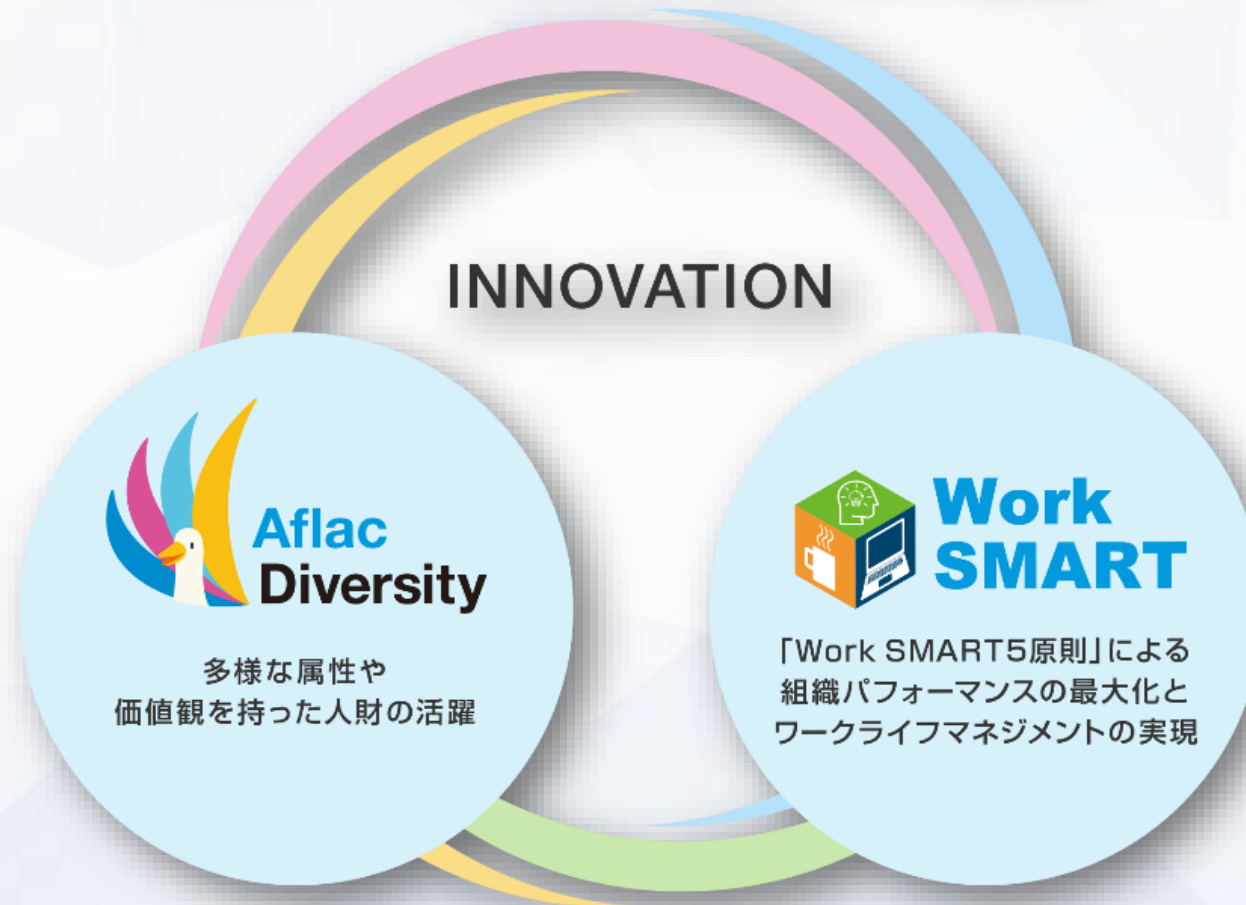 INNOVATION
Aflac
Diversity
多様な属性や
価値観を持った人財の活躍
Work
SMART
「Work SMART5原則」による
組織パフォーマンスの最大化と
ワークライフマネジメントの実現